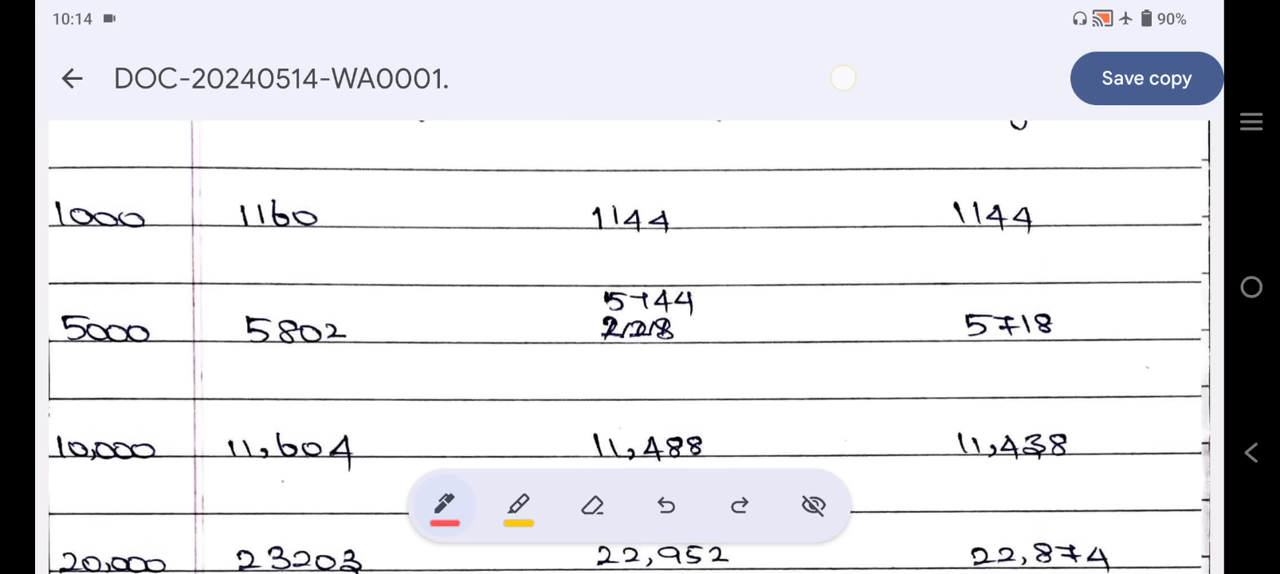 10:14
90%
DOC-20240514-WA0001.
Save copy
1000 1160 1144 1144
5744
5000 5802 5718
10,000 11,604 11,488 11,438
20,000 23203 22,952 22,874